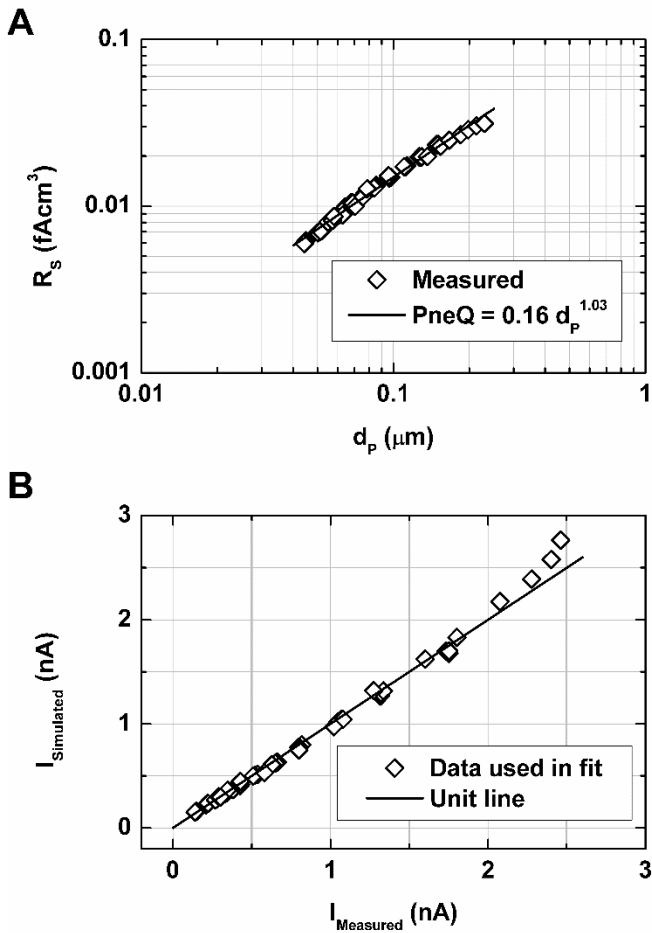 A
0.1
0.01
0.001
R_S (fAcm^3)
Measured
PneQ = 0.16 d_P^1.03
0.01
0.1
1
d_P (μm)
B
3
2
1
0
I_Simulated (nA)
Data used in fit
Unit line
0
1
2
3
I_Measured (nA)